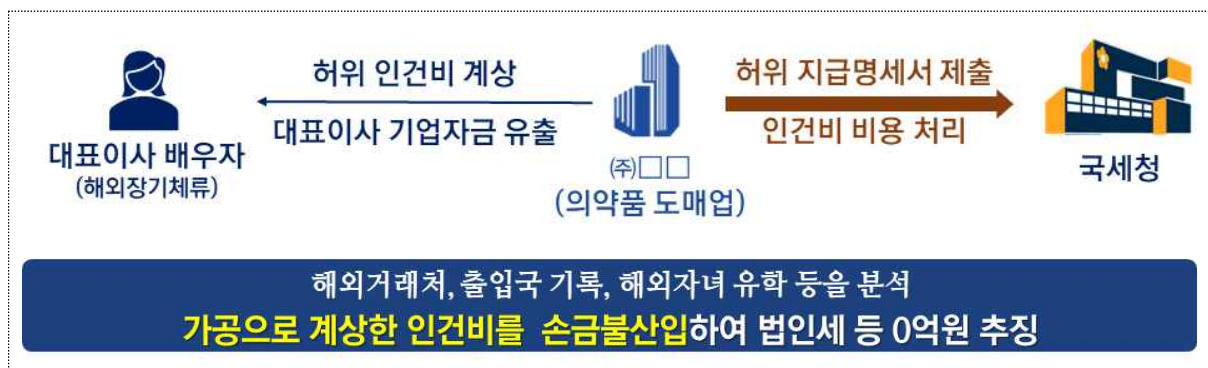 허위 인건비 계상
대표이사 기업자금 유출
대표이사 배우자
(해외장기체류)
㈜□□
(의약품 도매업)
허위 지급명세서 제출
인건비 비용 처리
국세청
해외거래처, 출입국 기록, 해외자녀 유학 등을 분석
가공으로 계상한 인건비를 손금불산입하여 법인세 등 0억원 추징